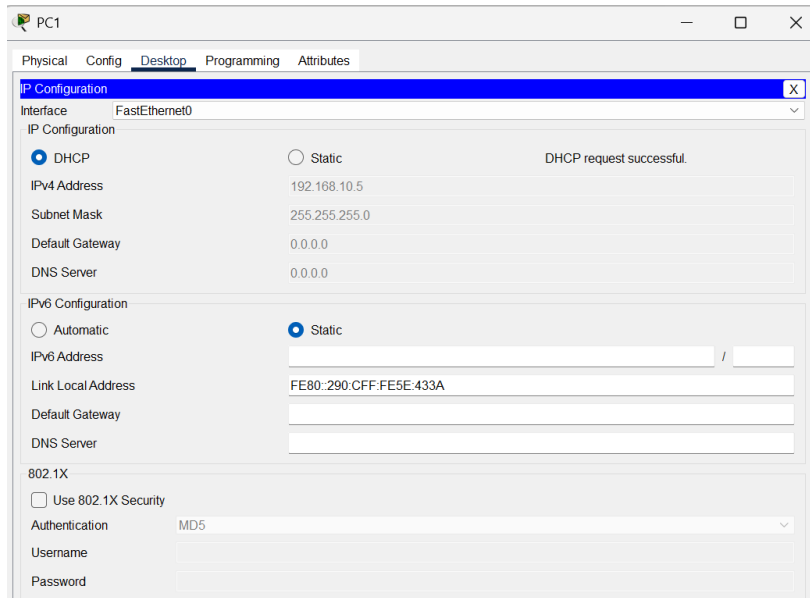 PC1
Physical Config Desktop Programming Attributes
IP Configuration X
Interface FastEthernet0
IP Configuration
DHCP Static DHCP request successful.
IPv4 Address 192.168.10.5
Subnet Mask 255.255.255.0
Default Gateway 0.0.0.0
DNS Server 0.0.0.0
IPv6 Configuration
Automatic Static
IPv6 Address /
Link Local Address FE80::290:CFF:FE5E:433A
Default Gateway
DNS Server
802.1X
Use 802.1X Security
Authentication MD5
Username
Password